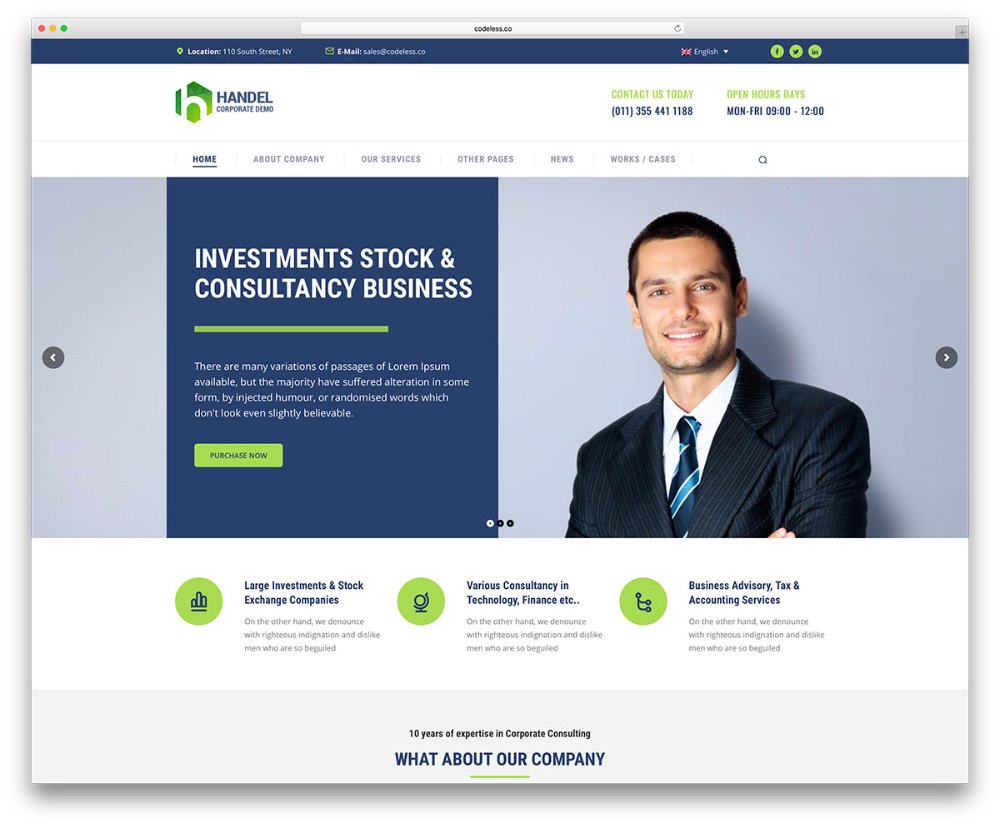 codeless.co
Location: 110 South Street, NY
E-Mail: sales@codeless.co
English
HANDEL
CORPORATE DEMO
CONTACT US TODAY
(011) 355 441 1188
OPEN HOURS DAYS
MON-FRI 09:00 - 12:00
HOME
ABOUT COMPANY
OUR SERVICES
OTHER PAGES
NEWS
WORKS / CASES
INVESTMENTS STOCK &
CONSULTANCY BUSINESS
There are many variations of passages of Lorem Ipsum
available, but the majority have suffered alteration in some
form, by injected humour, or randomised words which
don't look even slightly believable.
PURCHASE NOW
Large Investments & Stock
Exchange Companies
On the other hand, we denounce
with righteous indignation and dislike
men who are so beguiled
Various Consultancy in
Technology, Finance etc..
On the other hand, we denounce
with righteous indignation and dislike
men who are so beguiled
Business Advisory, Tax &
Accounting Services
On the other hand, we denounce
with righteous indignation and dislike
men who are so beguiled
10 years of expertise in Corporate Consulting
WHAT ABOUT OUR COMPANY